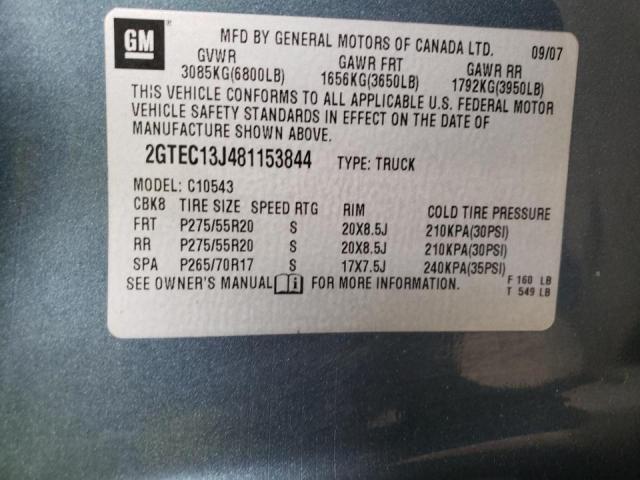 GM
MFD BY GENERAL MOTORS OF CANADA LTD. 09/07
GVWR GAWR FRT GAWR RR
3085KG(6800LB) 1656KG(3650LB) 1792KG(3950LB)
THIS VEHICLE CONFORMS TO ALL APPLICABLE U.S. FEDERAL MOTOR
VEHICLE SAFETY STANDARDS IN EFFECT ON THE DATE OF
MANUFACTURE SHOWN ABOVE.
2GTEC13J481153844 TYPE: TRUCK
MODEL: C10543
CBK8 TIRE SIZE SPEED RTG RIM COLD TIRE PRESSURE
FRT P275/55R20 S 20X8.5J 210KPA(30PSI)
RR P275/55R20 S 20X8.5J 210KPA(30PSI)
SPA P265/70R17 S 17X7.5J 240KPA(35PSI)
SEE OWNER'S MANUAL i FOR MORE INFORMATION. F 160 LB
T 549 LB